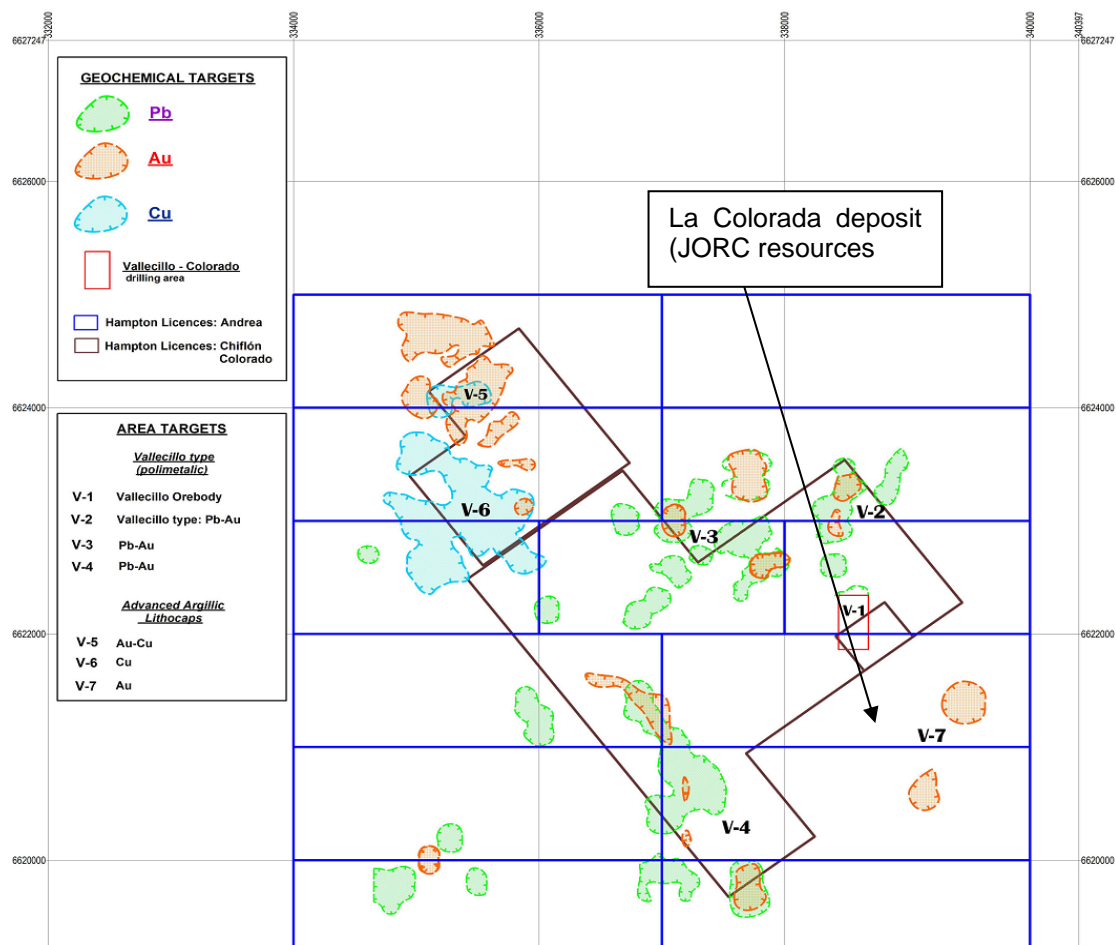 332000
334000
336000
338000
340000
340397
6627247
6627247
GEOCHEMICAL TARGETS
Pb
Au
Cu
Vallecillo - Colorado
drilling area
Hampton Licences: Andrea
Hampton Licences: Chiflón
Colorado
6626000
6626000
La Colorada deposit
(JORC resources
AREA TARGETS
Vallecillo type
(polimetalic)
V-1 Vallecillo Orebody
V-2 Vallecillo type: Pb-Au
V-3 Pb-Au
V-4 Pb-Au
Advanced Argillic
Lithocaps
V-5 Au-Cu
V-6 Cu
V-7 Au
6624000
6624000
V-5
V-6
V-2
V-3
V-1
6622000
6622000
V-7
V-4
6620000
6620000